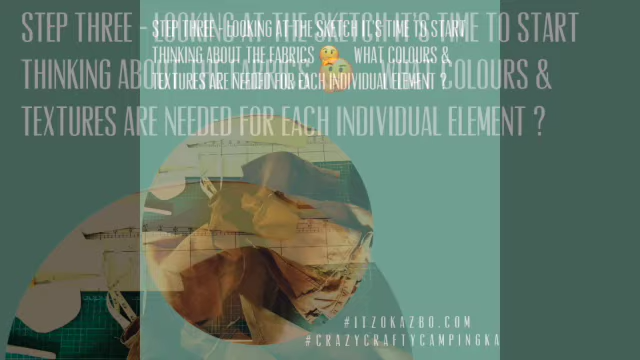 STEP THREE - LOOKING AT THE SKETCH IT'S TIME TO START
THINKING ABOUT THE FABRICS 🤔 WHAT COLOURS &
TEXTURES ARE NEEDED FOR EACH INDIVIDUAL ELEMENT ?
STEP THREE - LOOKING AT THE SKETCH IT'S TIME TO START
THINKING ABOUT THE FABRICS 🤔 WHAT COLOURS &
TEXTURES ARE NEEDED FOR EACH INDIVIDUAL ELEMENT ?
#ITZOKAZBO.COM
#CRAZYCRAFTYCAMPINGKA